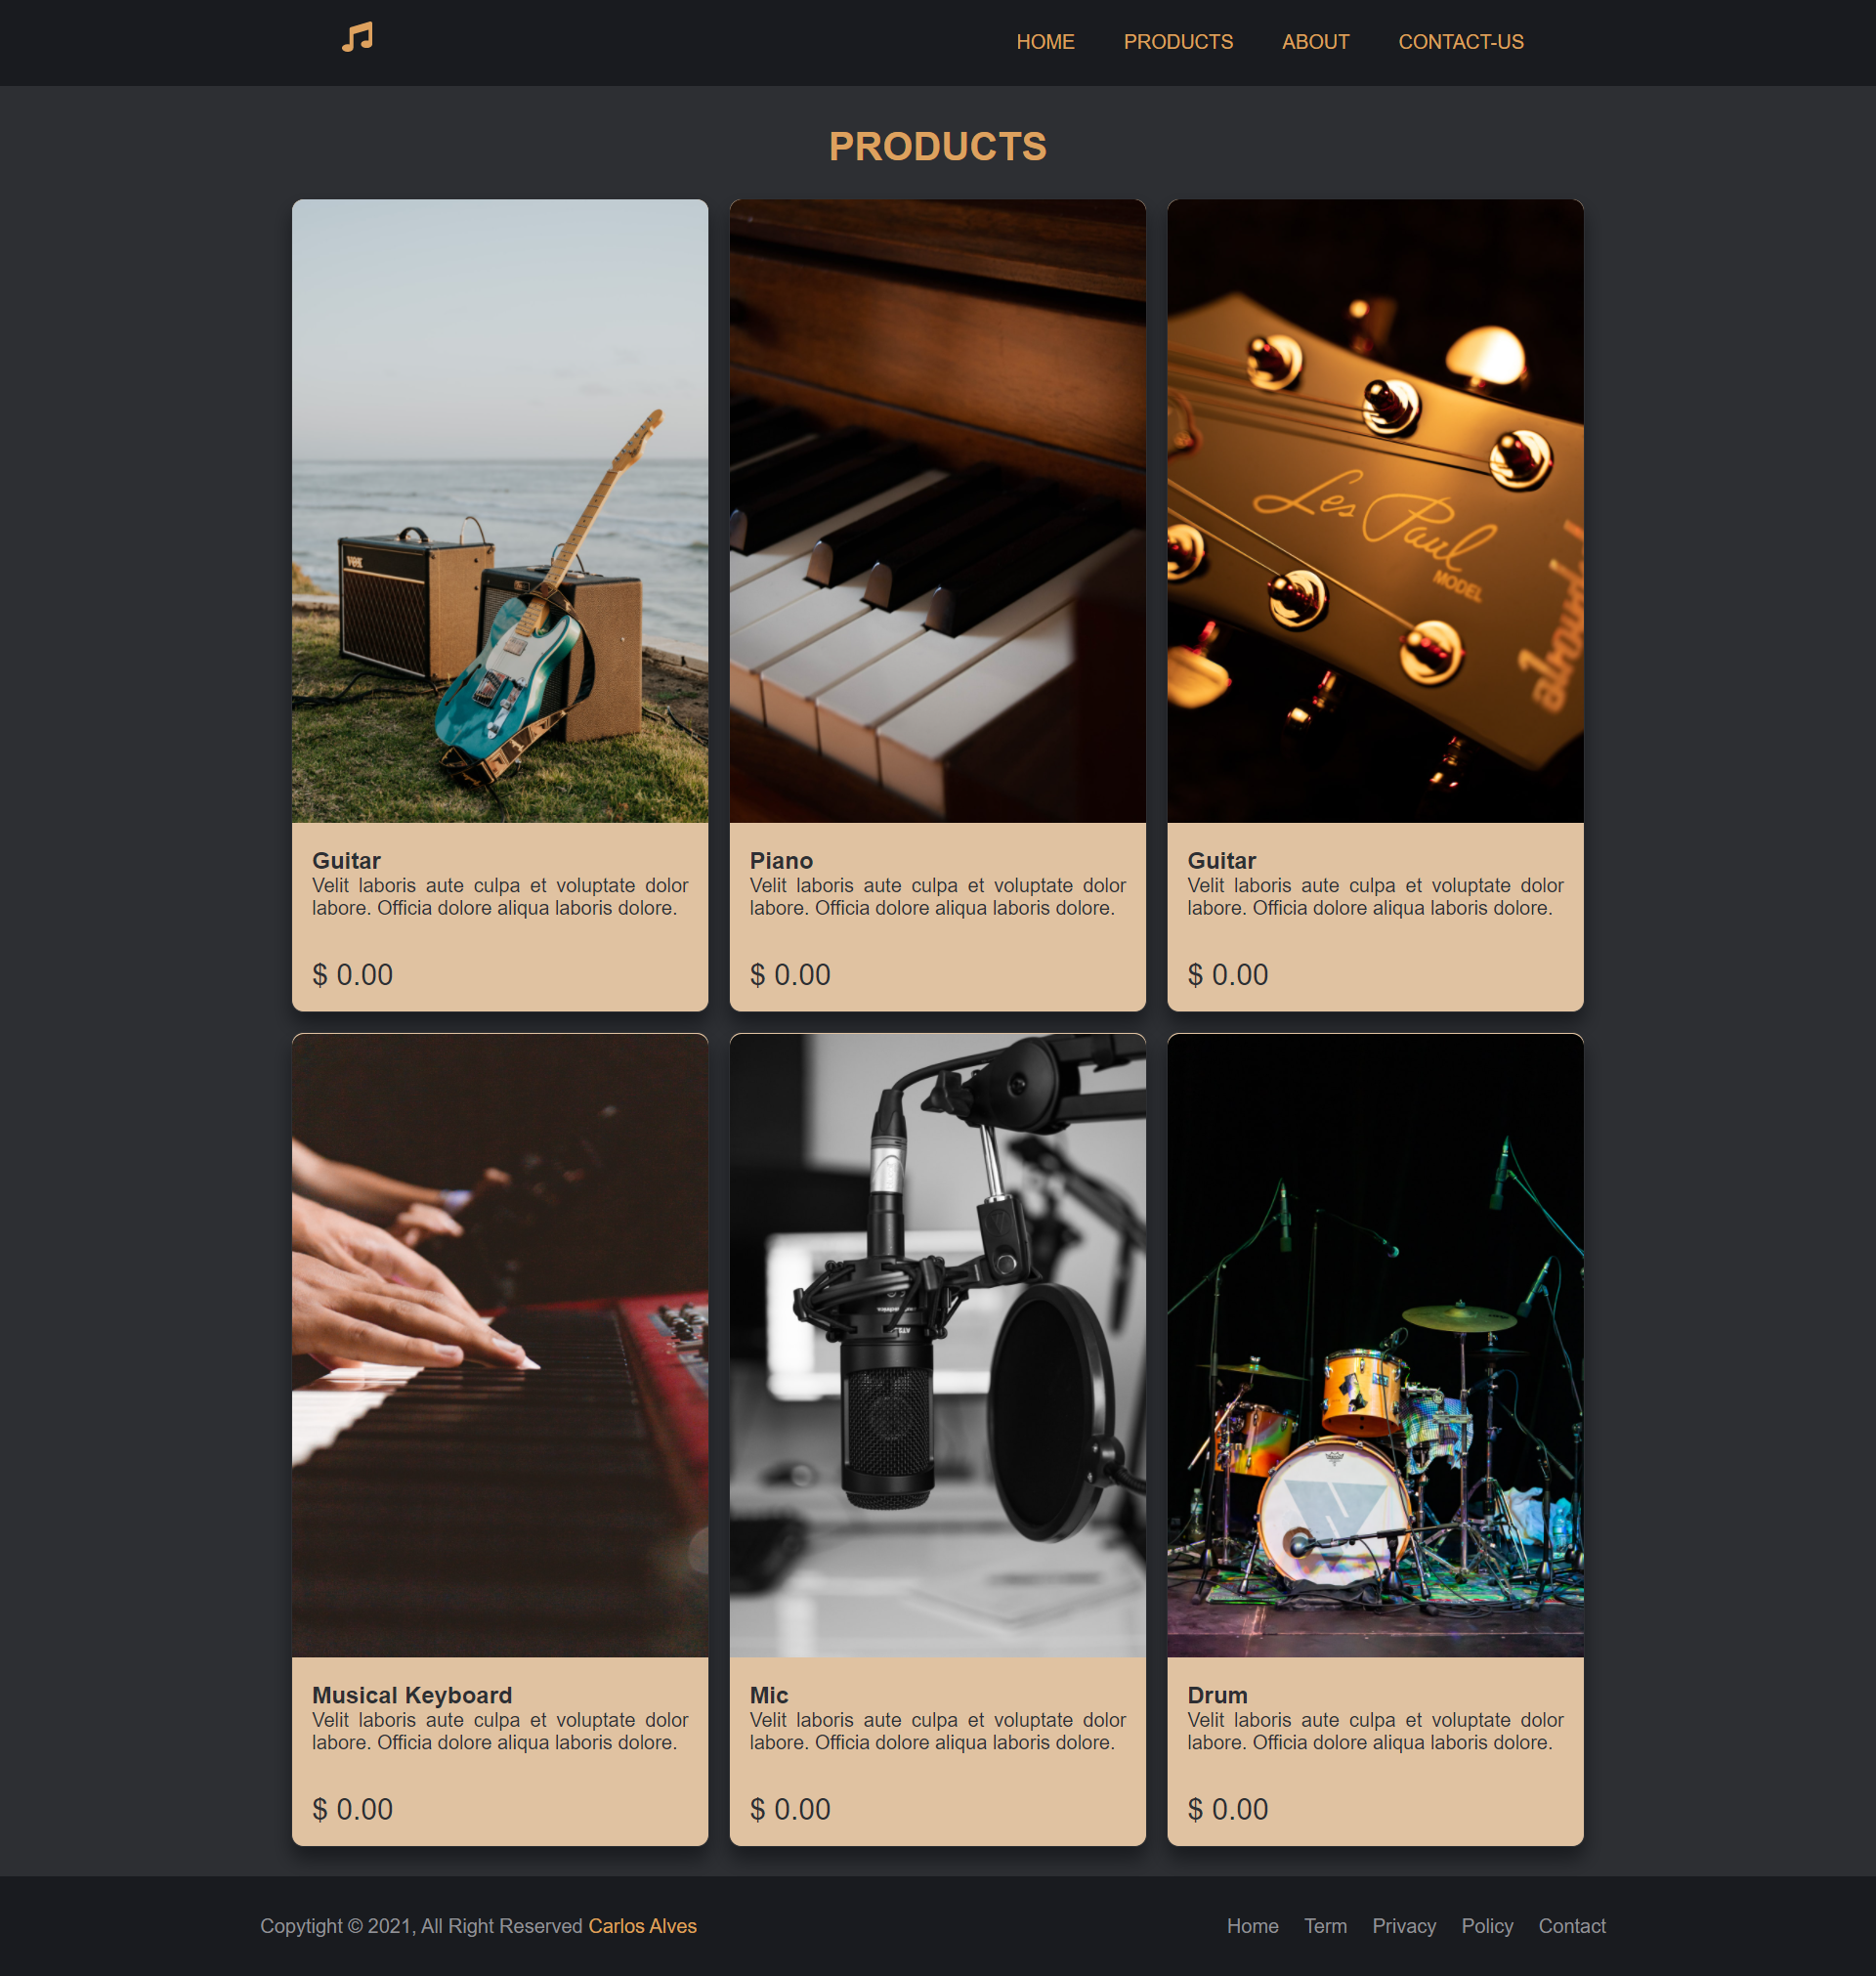 HOME PRODUCTS ABOUT CONTACT-US
PRODUCTS
VOX
Les Paul
MODEL
Guitar
Velit laboris aute culpa et voluptate dolor
labore. Officia dolore aliqua laboris dolore.
$ 0.00
Piano
Velit laboris aute culpa et voluptate dolor
labore. Officia dolore aliqua laboris dolore.
$ 0.00
Guitar
Velit laboris aute culpa et voluptate dolor
labore. Officia dolore aliqua laboris dolore.
$ 0.00
Musical Keyboard
Velit laboris aute culpa et voluptate dolor
labore. Officia dolore aliqua laboris dolore.
$ 0.00
Mic
Velit laboris aute culpa et voluptate dolor
labore. Officia dolore aliqua laboris dolore.
$ 0.00
Drum
Velit laboris aute culpa et voluptate dolor
labore. Officia dolore aliqua laboris dolore.
$ 0.00
Copytight © 2021, All Right Reserved Carlos Alves
Home Term Privacy Policy Contact